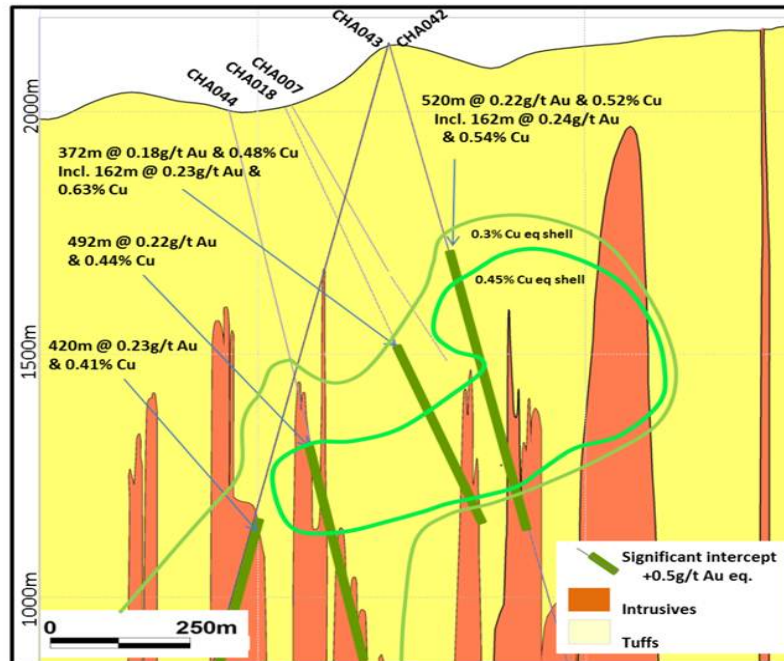 CHA043
CHA042
CHA007
CHA018
CHA044
2000m
520m @ 0.22g/t Au & 0.52% Cu
Incl. 162m @ 0.24g/t Au
& 0.54% Cu
372m @ 0.18g/t Au & 0.48% Cu
Incl. 162m @ 0.23g/t Au &
0.63% Cu
492m @ 0.22g/t Au
& 0.44% Cu
0.3% Cu eq shell
0.45% Cu eq shell
420m @ 0.23g/t Au
& 0.41% Cu
1500m
1000m
0
250m
Significant intercept
+0.5g/t Au eq.
Intrusives
Tuffs